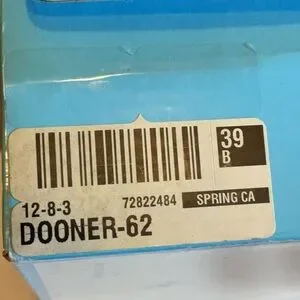 39
B
12-8-3 72822484 SPRING CA
DOONER-62